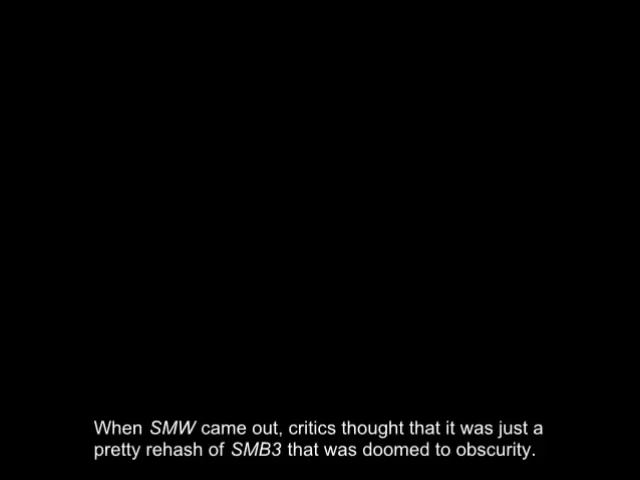 When SMW came out, critics thought that it was just a
pretty rehash of SMB3 that was doomed to obscurity.